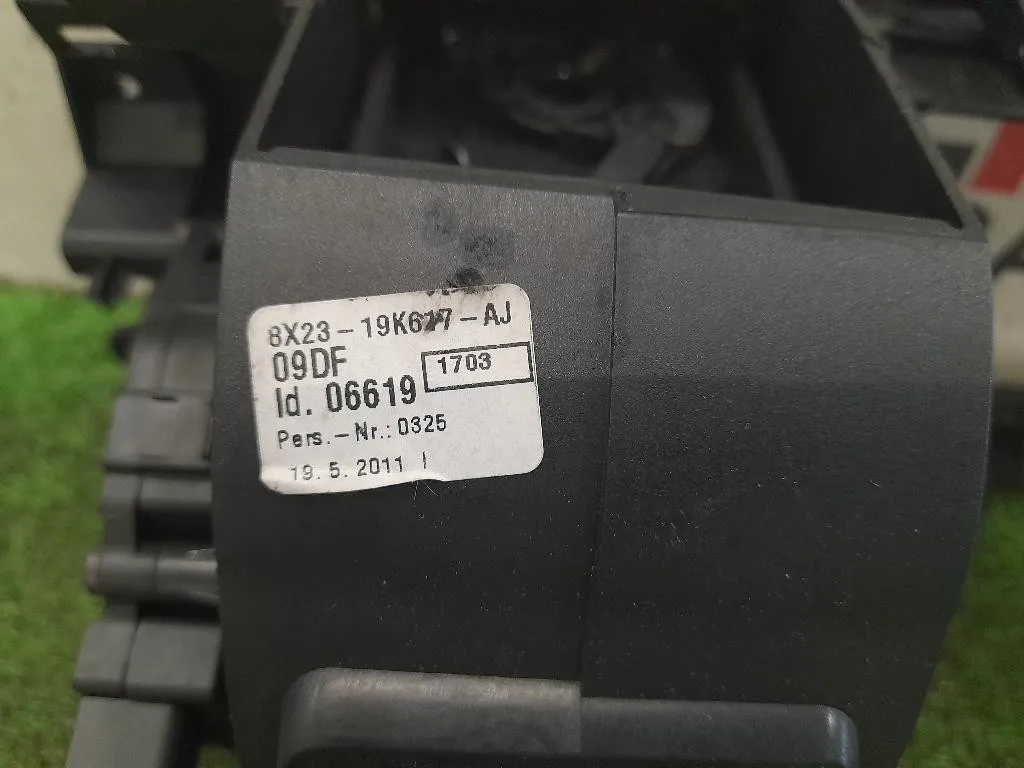 8X23-19K617-AJ
09DF
1703
Id. 06619
Pers.-Nr.: 0325
19. 5. 2011